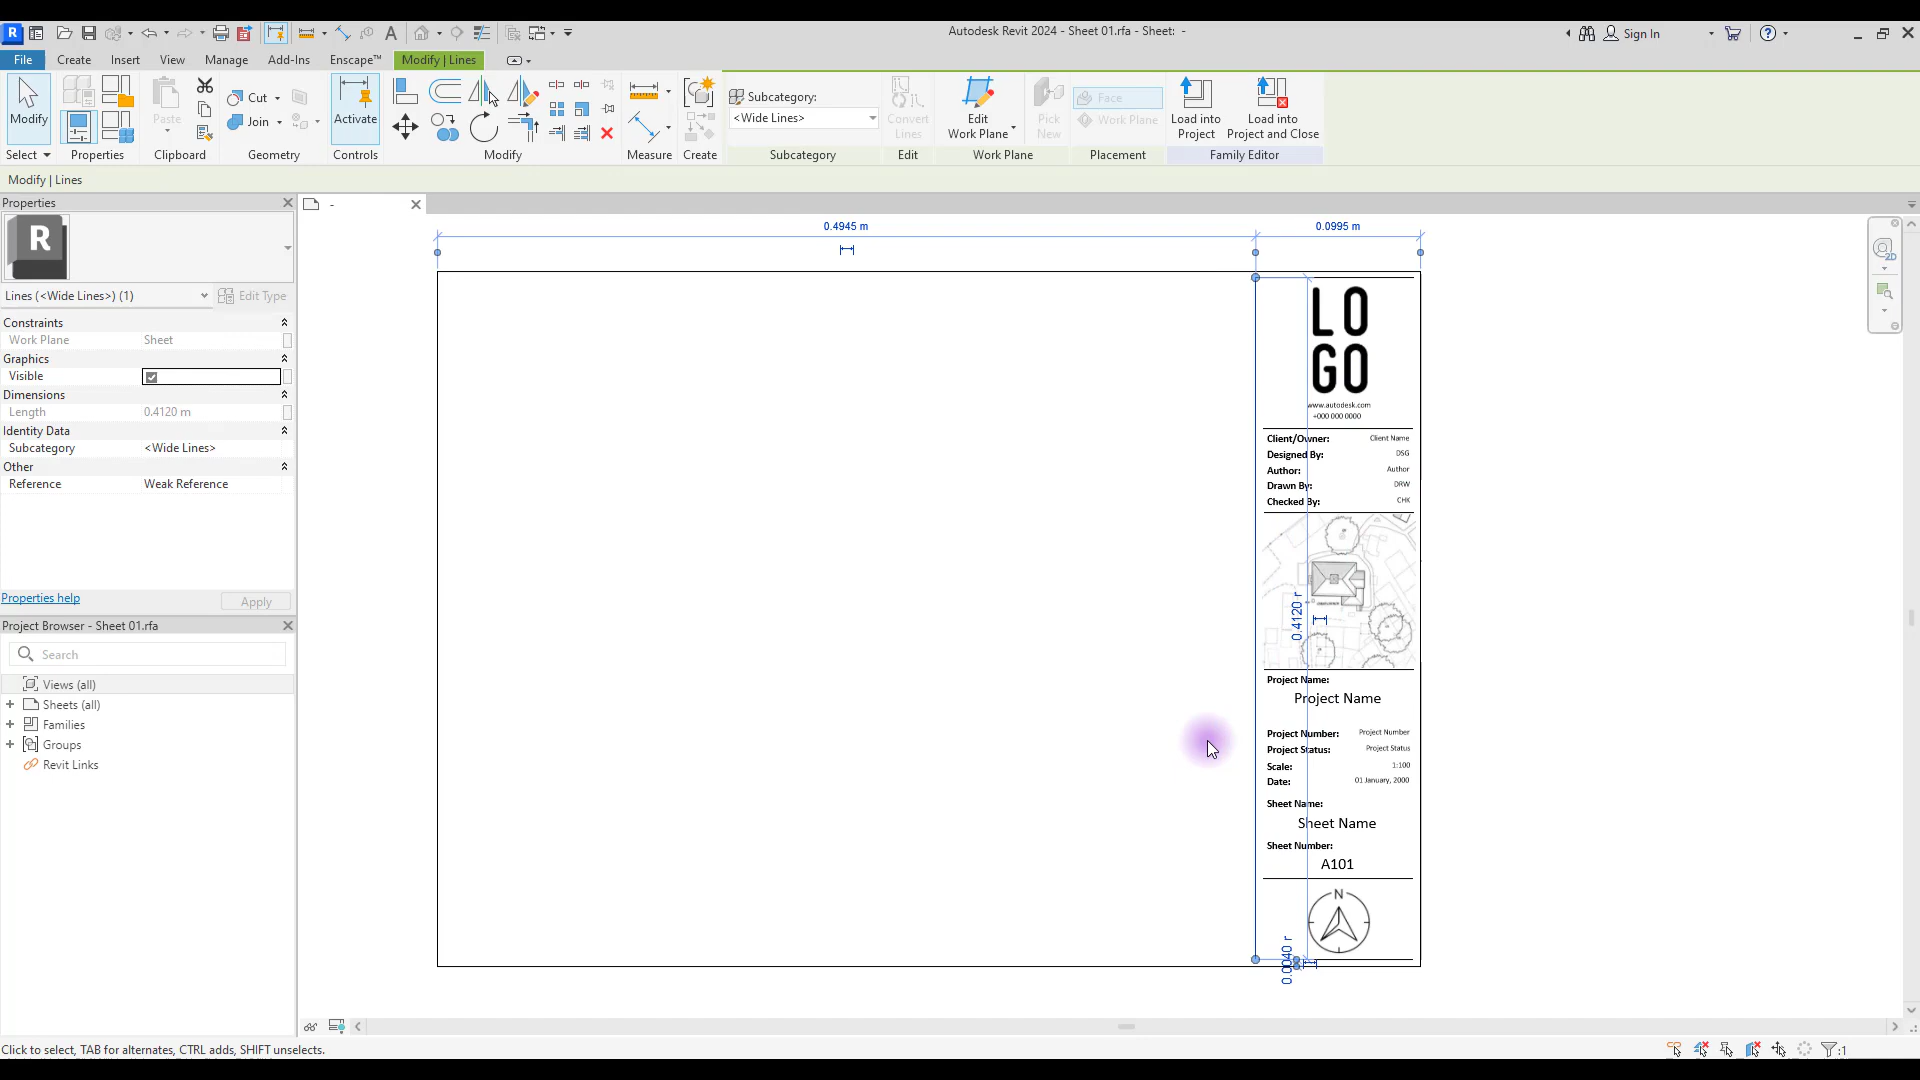 Autodesk Revit 2024 - Sheet 01.rfa - Sheet: -
Sign In
File
Create
Insert
View
Manage
Add-Ins
Enscape™
Modify | Lines
Modify
Select
Properties
Paste
Clipboard
Cut
Join
Geometry
Activate
Controls
Modify
Measure
Create
Subcategory:
<Wide Lines>
Subcategory
Convert
Lines
Edit
Edit
Work Plane
Work Plane
Pick
New
Face
Work Plane
Placement
Load into
Project
Load into
Project and Close
Family Editor
Modify | Lines
Properties
R
Lines (<Wide Lines>) (1)
Edit Type
Constraints
Work Plane
Sheet
Graphics
Visible
Dimensions
Length
0.4120 m
Identity Data
Subcategory
<Wide Lines>
Other
Reference
Weak Reference
Properties help
Apply
Project Browser - Sheet 01.rfa
Search
Views (all)
Sheets (all)
Families
Groups
Revit Links
-
0.4945 m
0.0995 m
LO
GO
www.autodesk.com
+000 000 0000
Client/Owner:
Client Name
Designed By:
DSG
Author:
Author
Drawn By:
DRW
Checked By:
CHK
0.4120 r
Project Name:
Project Name
Project Number:
Project Number
Project Status:
Project Status
Scale:
1:100
Date:
01 January, 2000
Sheet Name:
Sheet Name
Sheet Number:
A101
N
0.0040 r
2D
Click to select, TAB for alternates, CTRL adds, SHIFT unselects.
:1